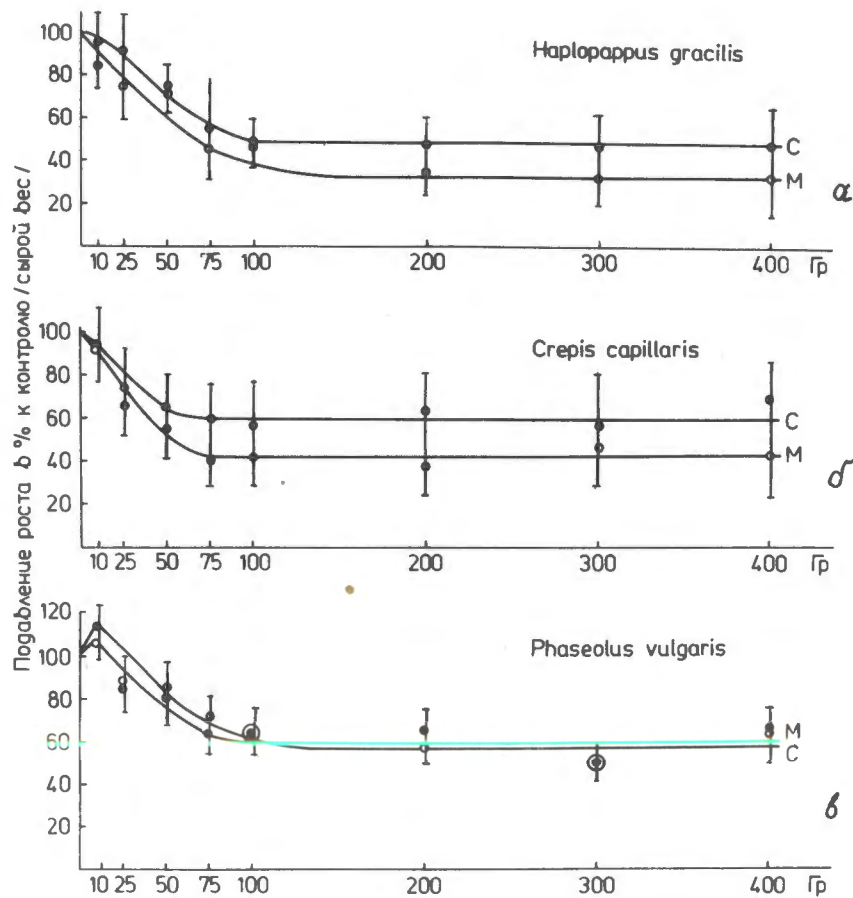 Подавление роста в % к контролю /сырой вес/
100
80
60
40
20
Haplopappus gracilis
С
М
а
10 25 50 75 100 200 300 400 Гр
100
80
60
40
20
Crepis capillaris
С
М
б
10 25 50 75 100 200 300 400 Гр
120
100
80
60
40
20
Phaseolus vulgaris
М
С
в
10 25 50 75 100 200 300 400 Гр